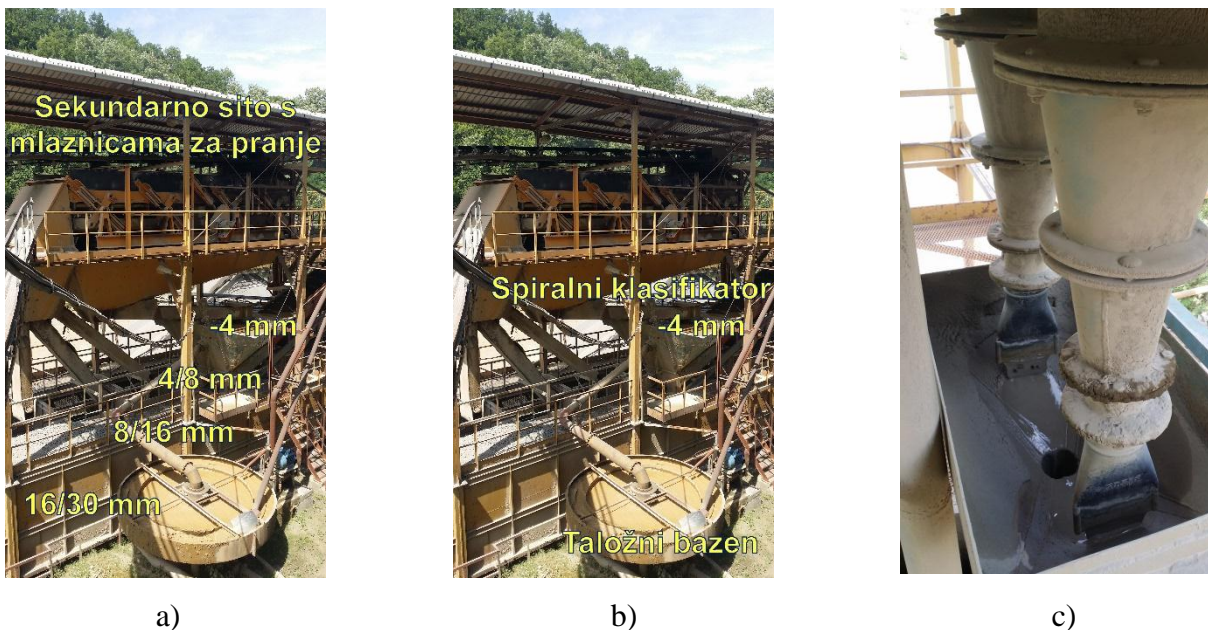 Sekundarno sito s
mlaznicama za pranje
-4 mm
4/8 mm
8/16 mm
16/30 mm
Spiralni klasifikator
-4 mm
Taložni bazen
a)
b)
c)